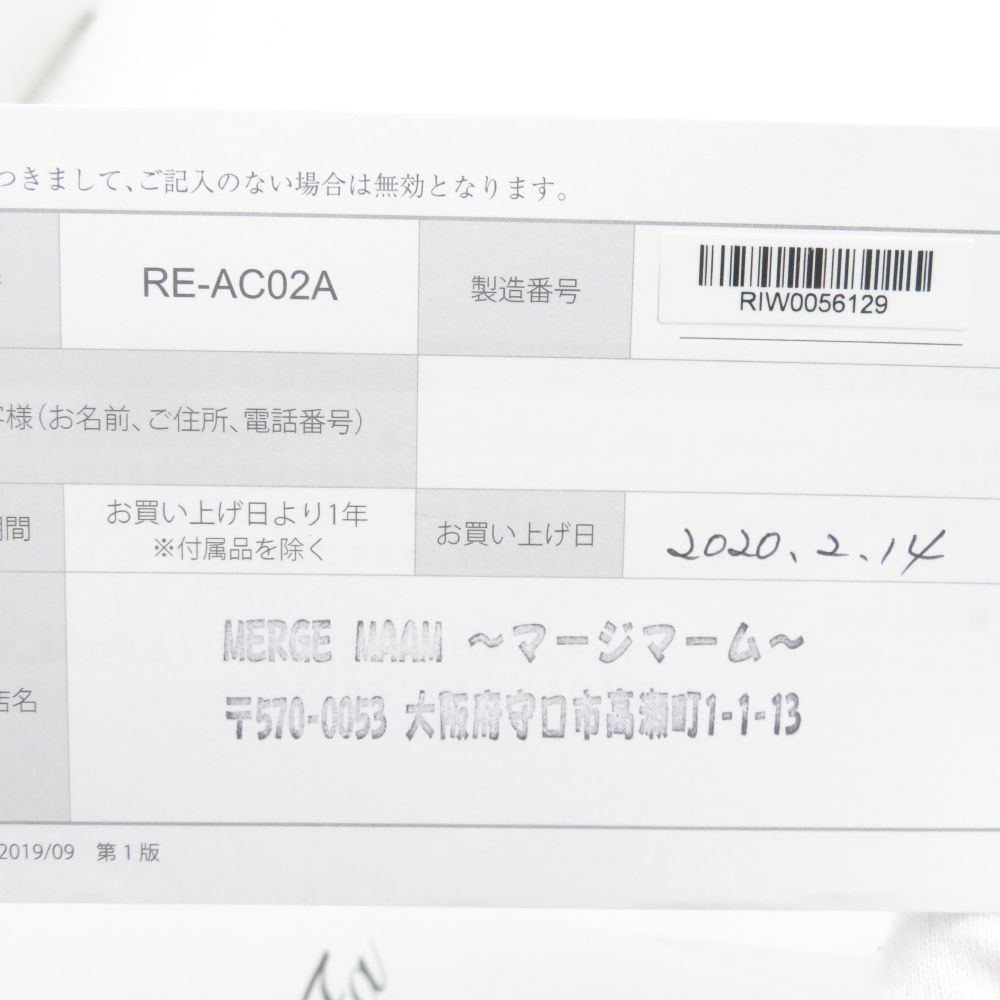 つきまして、ご記入のない場合は無効となります。
RE-AC02A
製造番号
RIW0056129
客様（お名前、ご住所、電話番号）
期間
お買い上げ日より1年
※付属品を除く
お買い上げ日
2020.2.14
店名
MERGE MAAM ～マージマーム～
〒570-0053 大阪府守口市高瀬町1-1-13
2019/09 第1版